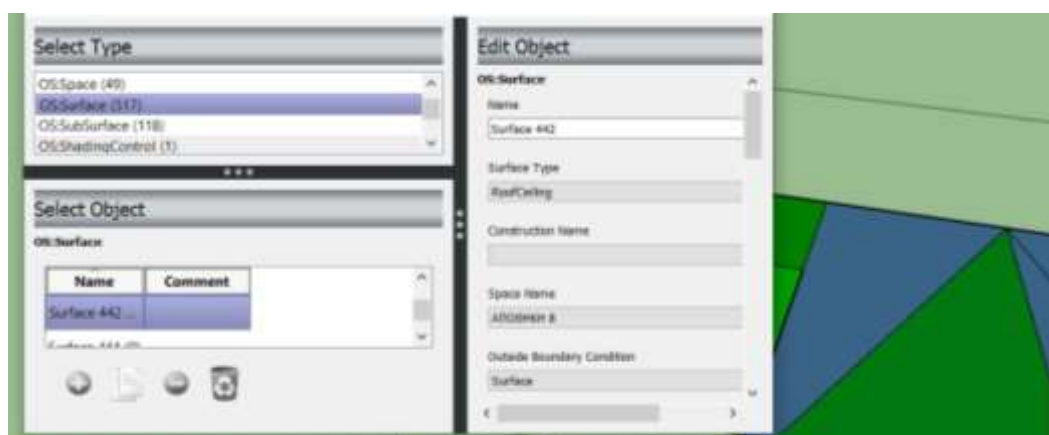 Select Type
OS:Space (49)
OS:Surface (517)
OS:SubSurface (118)
OS:ShadingControl (1)
Select Object
OS:Surface
Name Comment
Surface 442 ...
Edit Object
OS:Surface
Name
Surface 442
Surface Type
RoofCeiling
Construction Name
Space Name
Outside Boundary Condition
Surface